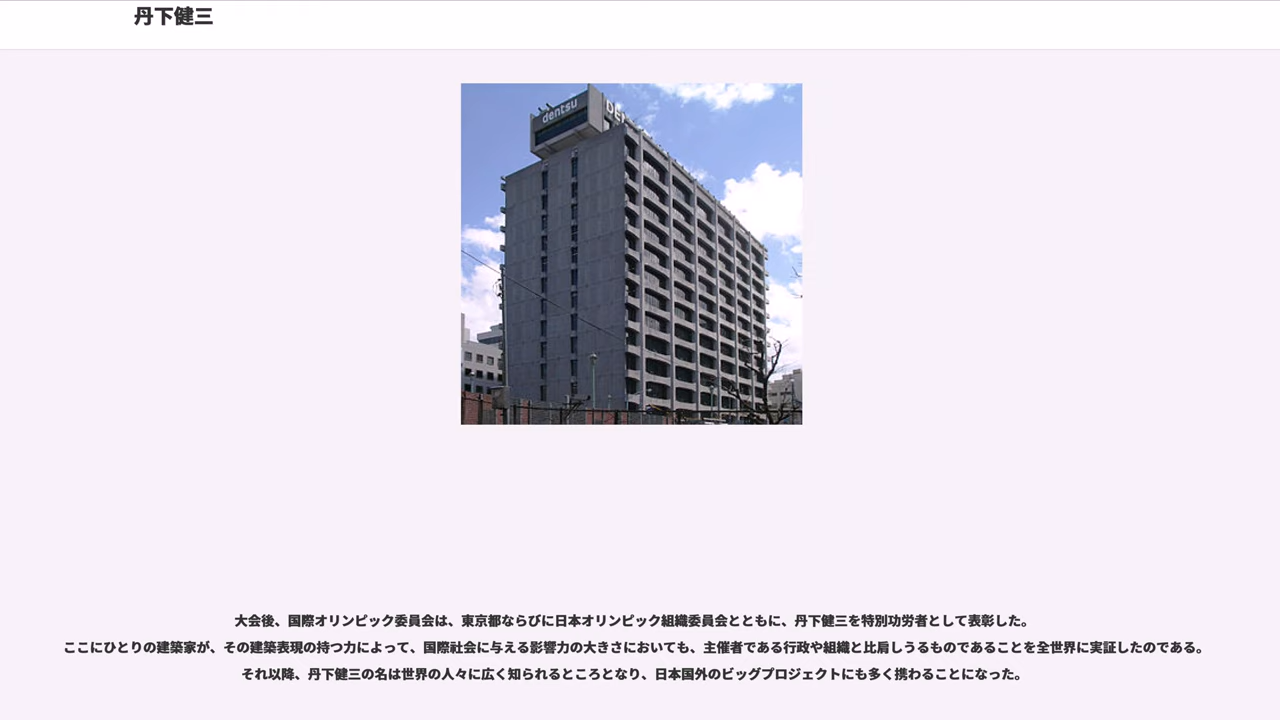 丹下健三
dentsu
大会後、国際オリンピック委員会は、東京都ならびに日本オリンピック組織委員会とともに、丹下健三を特別功労者として表彰した。
ここにひとりの建築家が、その建築表現の持つ力によって、国際社会に与える影響力の大きさにおいても、主催者である行政や組織と比肩しうるものであることを全世界に実証したのである。
それ以降、丹下健三の名は世界の人々に広く知られるところとなり、日本国外のビッグプロジェクトにも多く携わることになった。